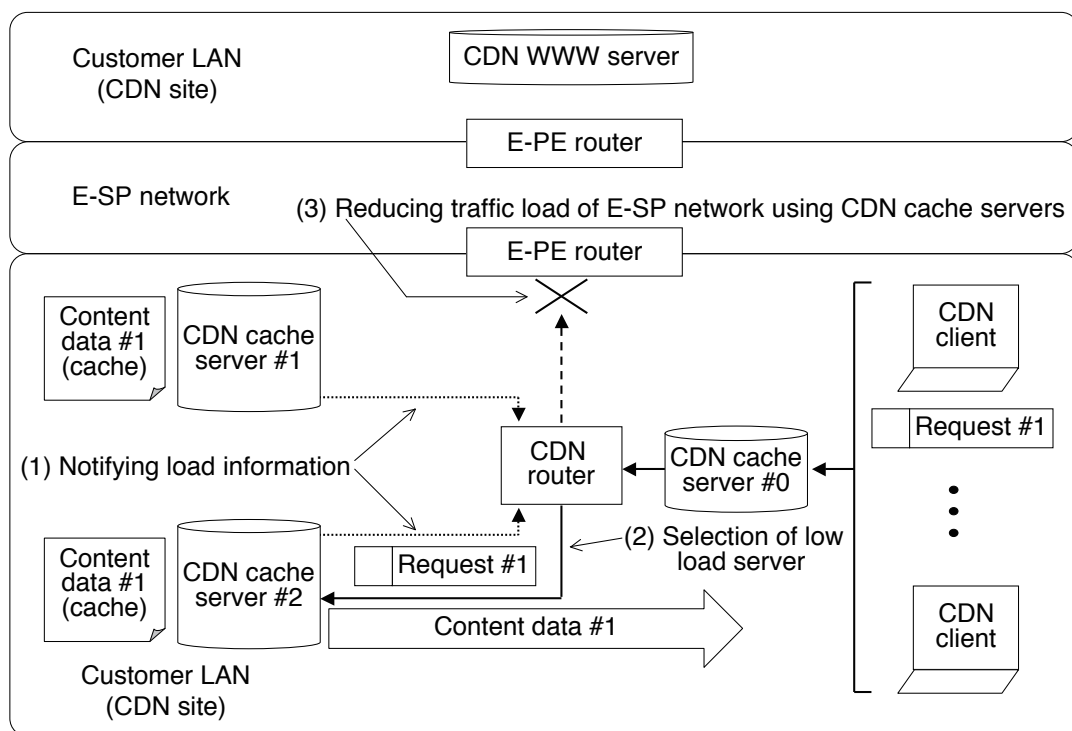 Customer LAN
(CDN site)
CDN WWW server
E-PE router
E-SP network
(3) Reducing traffic load of E-SP network using CDN cache servers
E-PE router
Content
data #1
(cache)
CDN cache
server #1
CDN
client
Request #1
(1) Notifying load information
CDN
router
CDN cache
server #0
(2) Selection of low
load server
Request #1
Content
data #1
(cache)
CDN cache
server #2
Content data #1
CDN
client
Customer LAN
(CDN site)